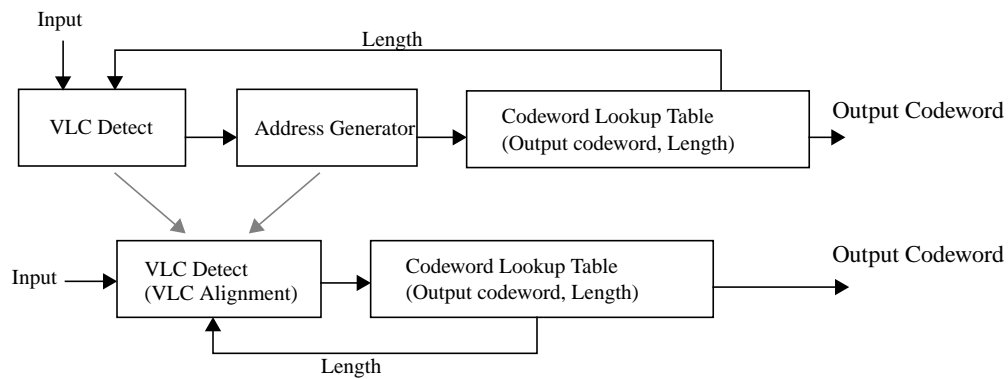 Input
Length
VLC Detect
Address Generator
Codeword Lookup Table
(Output codeword, Length)
Output Codeword
Input
VLC Detect
(VLC Alignment)
Codeword Lookup Table
(Output codeword, Length)
Output Codeword
Length